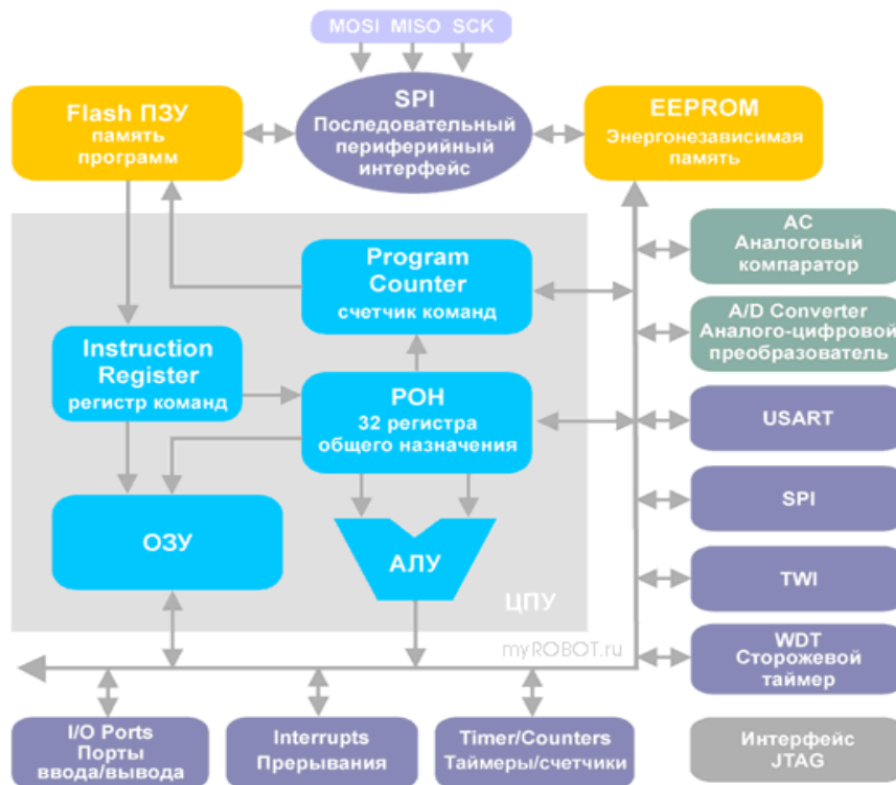 MOSI MISO SCK
SPI
Последовательный
периферийный
интерфейс
Flash ПЗУ
память
программ
EEPROM
Энергонезависимая
память
Program
Counter
счетчик команд
Instruction
Register
регистр команд
РОН
32 регистра
общего назначения
ОЗУ
АЛУ
ЦПУ
myROBOT.ru
AC
Аналоговый
компаратор
A/D Converter
Аналого-цифровой
преобразователь
USART
SPI
TWI
WDT
Сторожевой
таймер
I/O Ports
Порты
ввода/вывода
Interrupts
Прерывания
Timer/Counters
Таймеры/счетчики
Интерфейс
JTAG